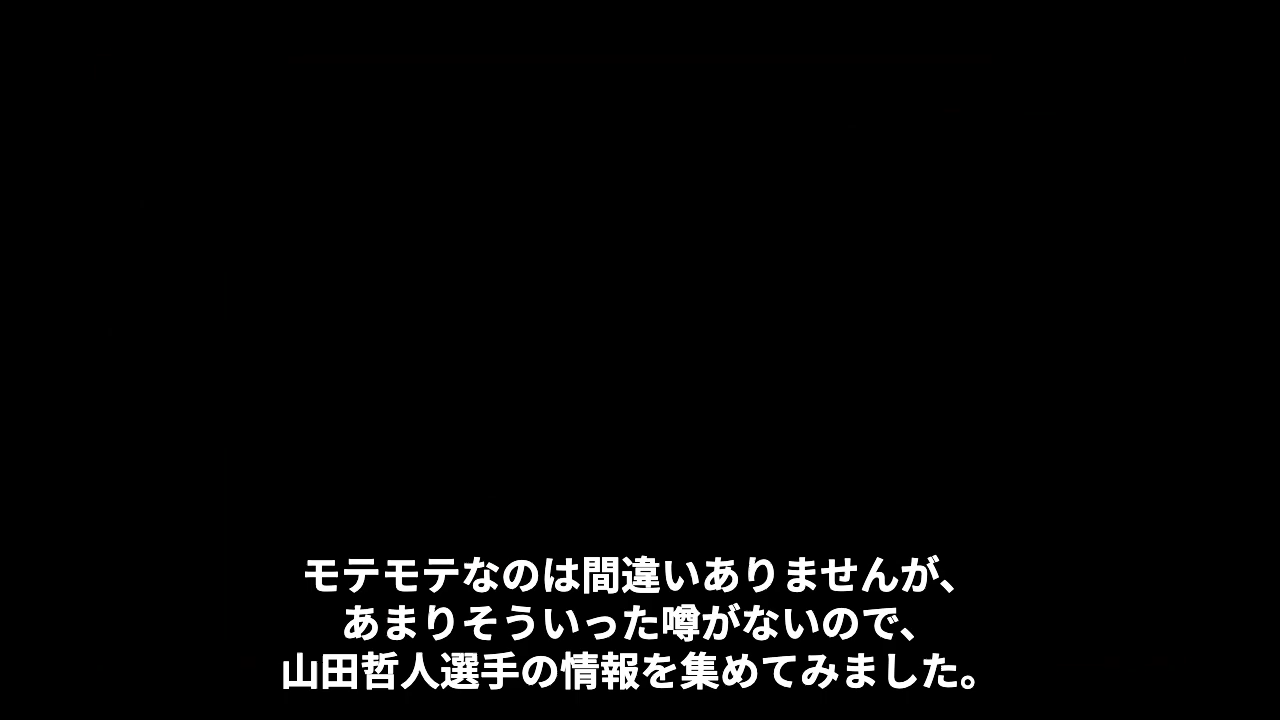 モテモテなのは間違いありませんが、
あまりそういった噂がないので、
山田哲人選手の情報を集めてみました。